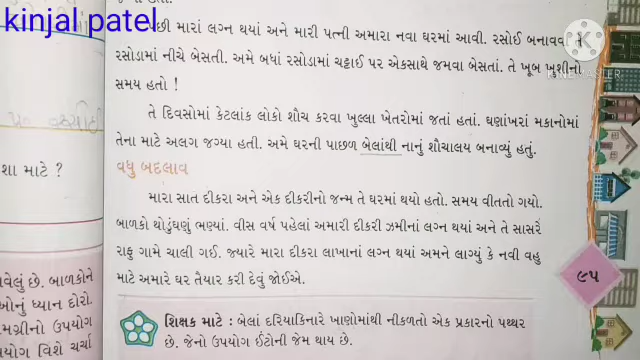 kinjal patel
પછી મારાં લગ્ન થયાં અને મારી પત્ની અમારા નવા ઘરમાં આવી. રસોઈ બનાવવા
રસોડામાં નીચે બેસતી. અમે બધાં રસોડામાં ચટ્ટાઈ પર એકસાથે જમવા બેસતાં. તે ખૂબ ખુશીનો
સમય હતો !
તે દિવસોમાં કેટલાંક લોકો શૌચ કરવા ખુલ્લા ખેતરોમાં જતાં હતાં. ઘણાંખરાં મકાનોમાં
તેના માટે અલગ જગ્યા હતી. અમે ઘરની પાછળ બેલાંથી નાનું શૌચાલય બનાવ્યું હતું.
વધુ બદલાવ
મારા સાત દીકરા અને એક દીકરીનો જન્મ તે ઘરમાં થયો હતો. સમય વીતતો ગયો.
બાળકો થોડુંઘણું ભણ્યાં. વીસ વર્ષ પહેલાં અમારી દીકરી ઝમીનાં લગ્ન થયાં અને તે સાસરે
રાફુ ગામે ચાલી ગઈ. જ્યારે મારા દીકરા લાખાનાં લગ્ન થયાં અમને લાગ્યું કે નવી વહુ
માટે અમારે ઘર તૈયાર કરી દેવું જોઈએ.
૯૫
શિક્ષક માટે : બેલાં દરિયાકિનારે ખાણોમાંથી નીકળતો એક પ્રકારનો પથ્થર
છે. જેનો ઉપયોગ ઈંટોની જેમ થાય છે.
શા માટે ?
વેલું છે. બાળકોને
ઓનું ધ્યાન દોરો.
મગ્રીનો ઉપયોગ
યોગ વિશે ચર્ચા